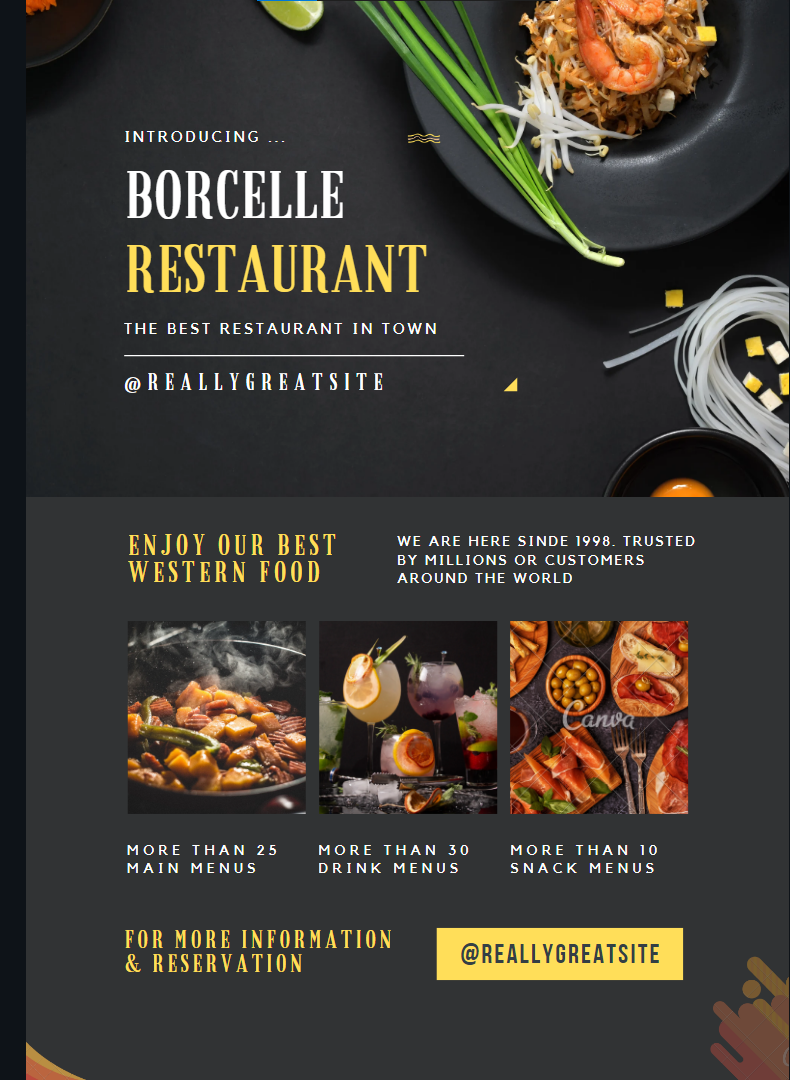 INTRODUCING ...
BORCELLE
RESTAURANT
THE BEST RESTAURANT IN TOWN
@REALLYGREATSITE
ENJOY OUR BEST
WESTERN FOOD
WE ARE HERE SINDE 1998. TRUSTED
BY MILLIONS OR CUSTOMERS
AROUND THE WORLD
Canva
MORE THAN 25
MAIN MENUS
MORE THAN 30
DRINK MENUS
MORE THAN 10
SNACK MENUS
FOR MORE INFORMATION
& RESERVATION
@REALLYGREATSITE